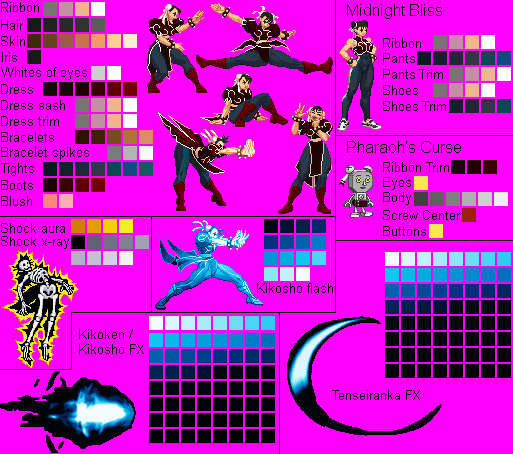 Ribbon
Hair
Skin
Iris
Whites of eyes
Dress
Dress sash
Dress trim
Bracelets
Bracelet spikes
Tights
Boots
Blush
Midnight Bliss
Ribbon
Pants
Pants Trim
Shoes
Shoes Trim
Pharaoh's Curse
Ribbon Trim
Eyes
Body
Screw Center
Buttons
Shock aura
Shock x-ray
Kikosho flash
Kikoken /
Kikosho FX
Tenseiranka FX